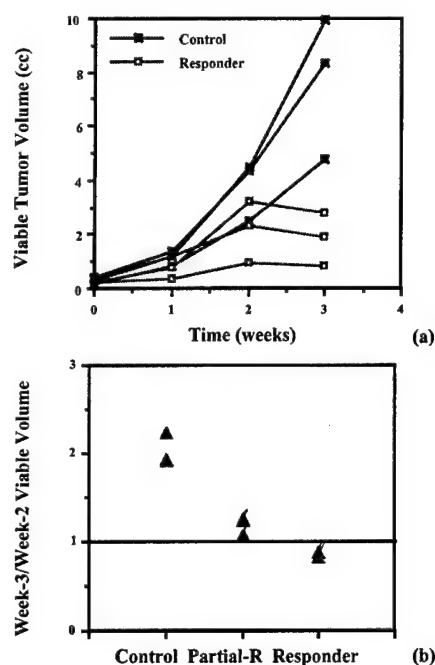 10
8
6
4
2
0
Viable Tumor Volume (cc)
Control
Responder
0 1 2 3 4
Time (weeks)
(a)
3
2
1
0
Week-3/Week-2 Viable Volume
Control Partial-R Responder
(b)